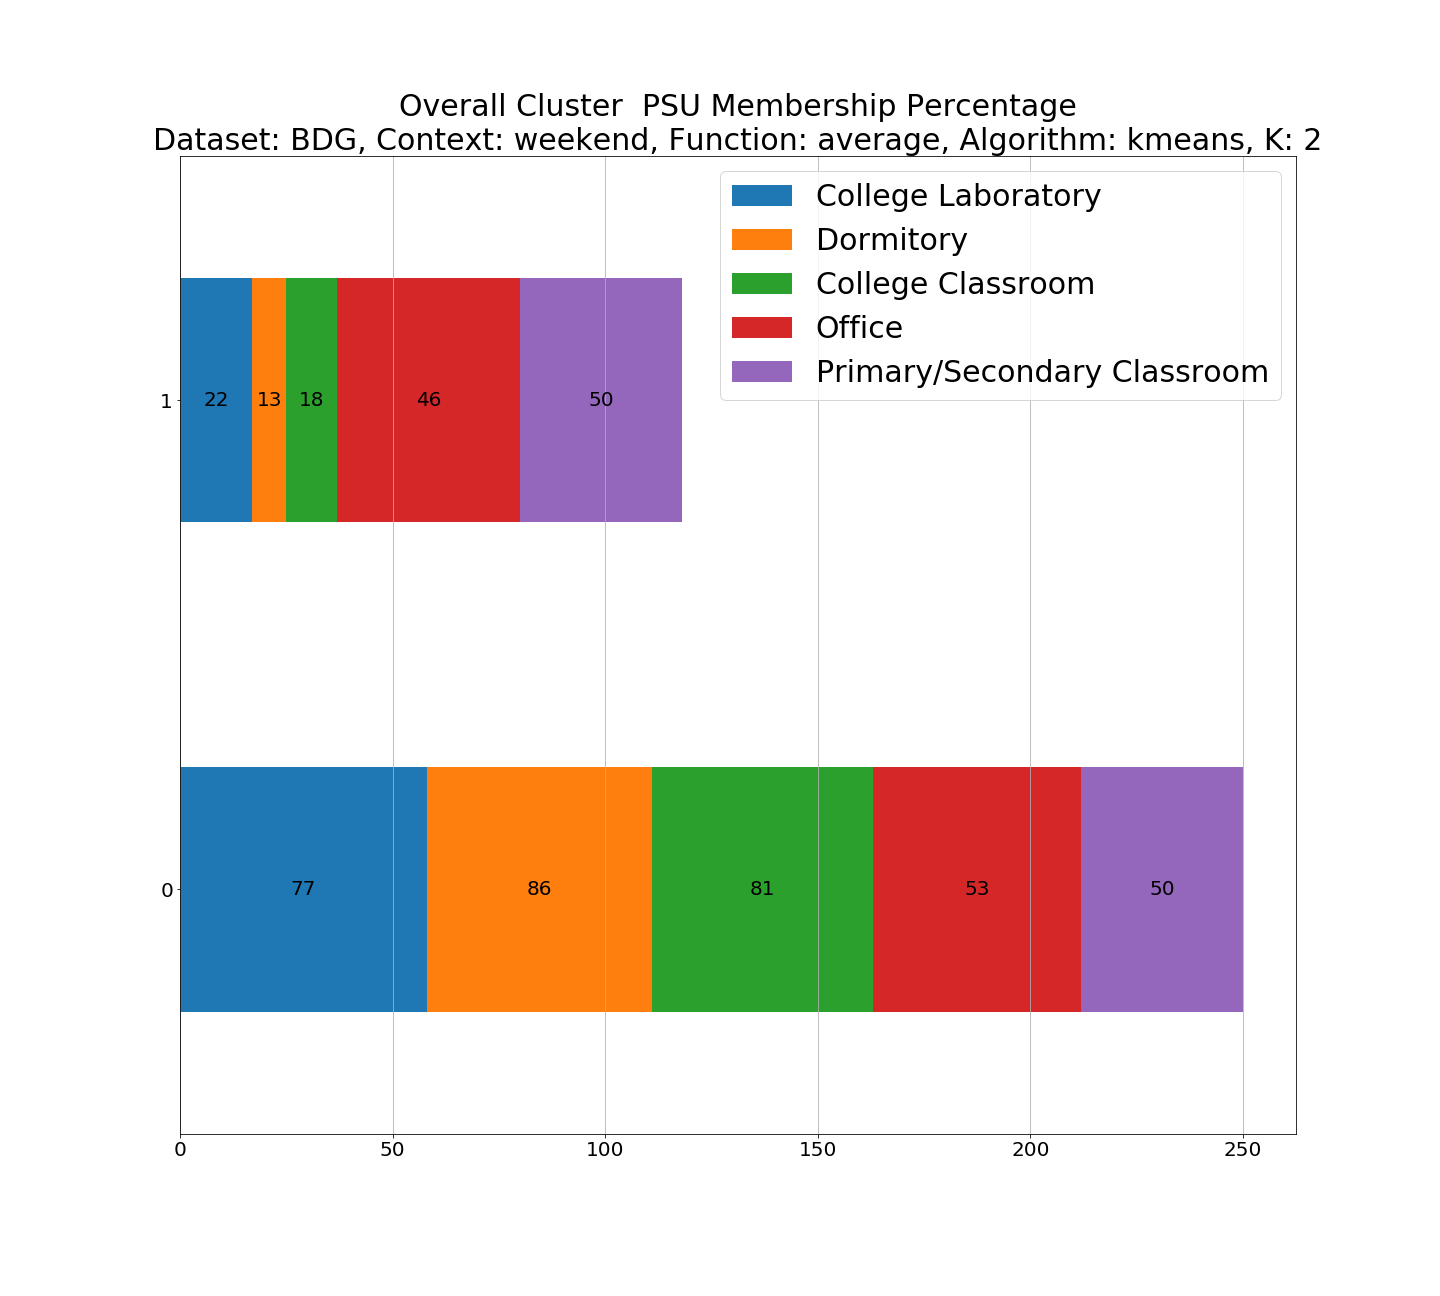 Overall Cluster  PSU Membership Percentage
Dataset: BDG, Context: weekend, Function: average, Algorithm: kmeans, K: 2
College Laboratory
Dormitory
College Classroom
Office
Primary/Secondary Classroom
1
22 13 18 46 50
0
77 86 81 53 50
0 50 100 150 200 250